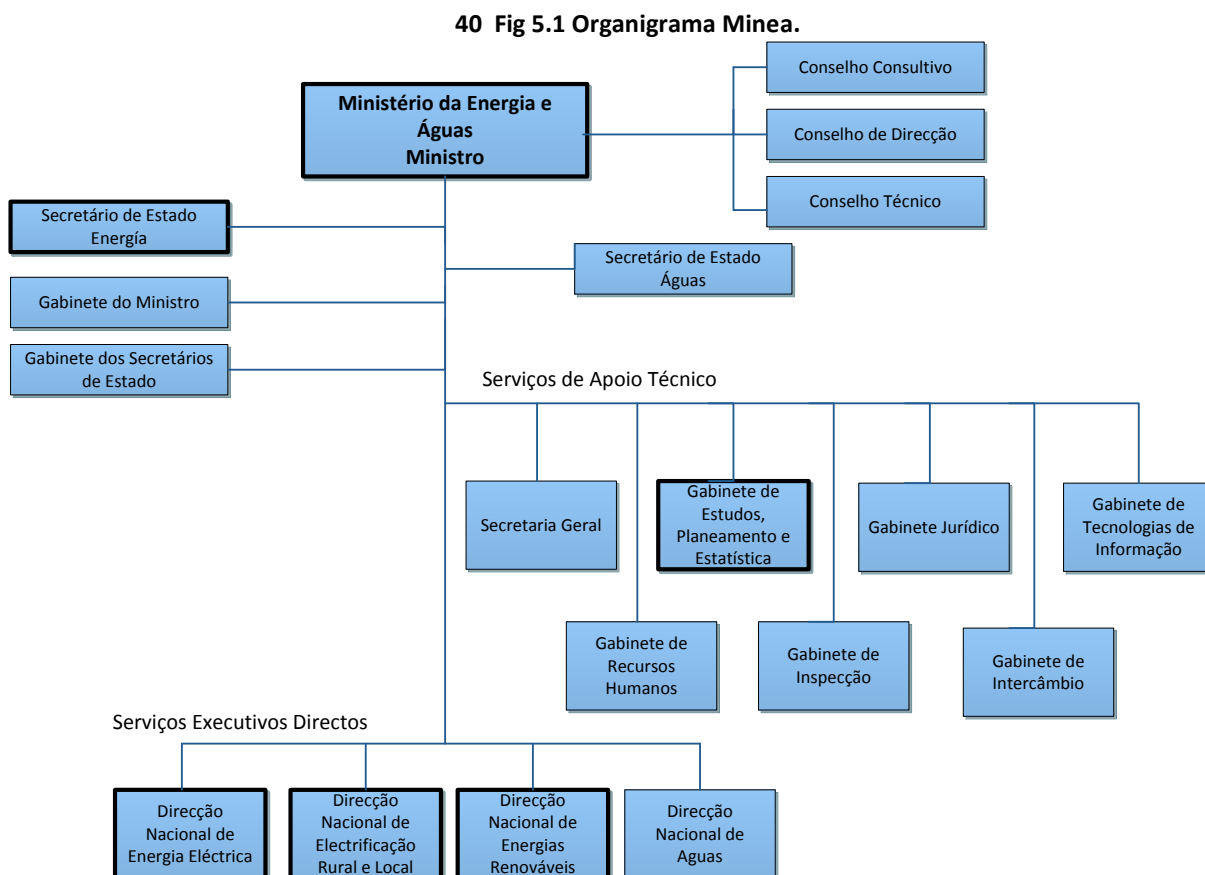 40 Fig 5.1 Organigrama Minea.
Conselho Consultivo
Ministério da Energia e
Águas
Ministro
Conselho de Direcção
Conselho Técnico
Secretário de Estado
Energía
Secretário de Estado
Águas
Gabinete do Ministro
Gabinete dos Secretários
de Estado
Serviços de Apoio Técnico
Secretaria Geral
Gabinete de
Estudos,
Planeamento e
Estatística
Gabinete Jurídico
Gabinete de
Tecnologias de
Informação
Gabinete de
Recursos
Humanos
Gabinete de
Inspecção
Gabinete de
Intercâmbio
Serviços Executivos Directos
Direcção
Nacional de
Energia Eléctrica
Direcção
Nacional de
Electrificação
Rural e Local
Direcção
Nacional de
Energias
Renováveis
Direcção
Nacional de
Aguas